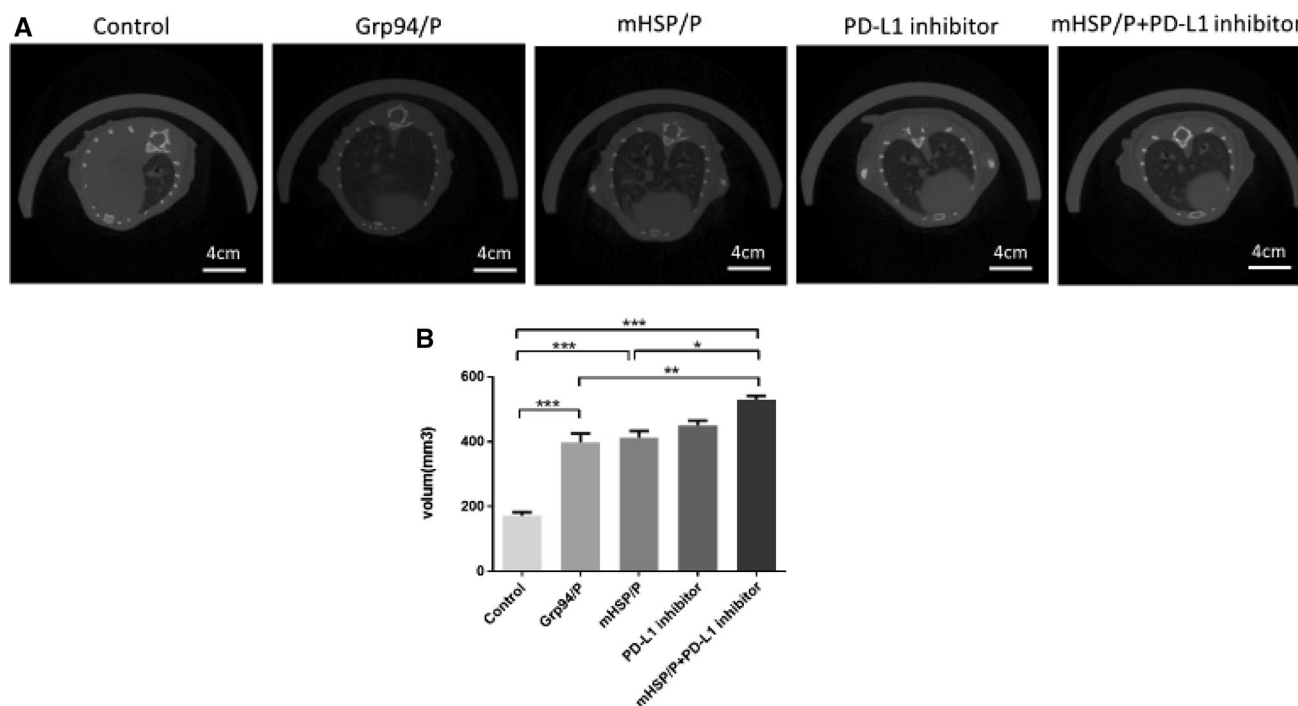 A
Control
Grp94/P
mHSP/P
PD-L1 inhibitor
mHSP/P+PD-L1 inhibitor
4cm
4cm
4cm
4cm
4cm
B
***
***
*
**
***
600
400
200
0
volum(mm3)
Control
Grp94/P
mHSP/P
PD-L1 inhibitor
mHSP/P+PD-L1 inhibitor